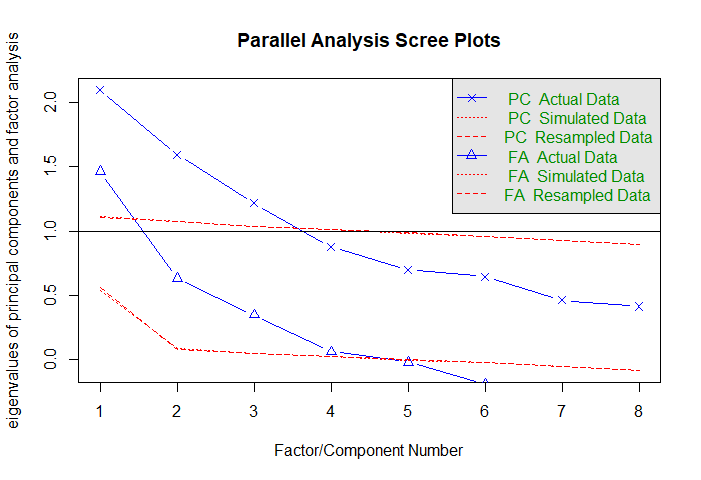 Parallel Analysis Scree Plots
eigenvalues of principal components and factor analysis
2.0
1.5
1.0
0.5
0.0
PC Actual Data
PC Simulated Data
PC Resampled Data
FA Actual Data
FA Simulated Data
FA Resampled Data
1 2 3 4 5 6 7 8
Factor/Component Number